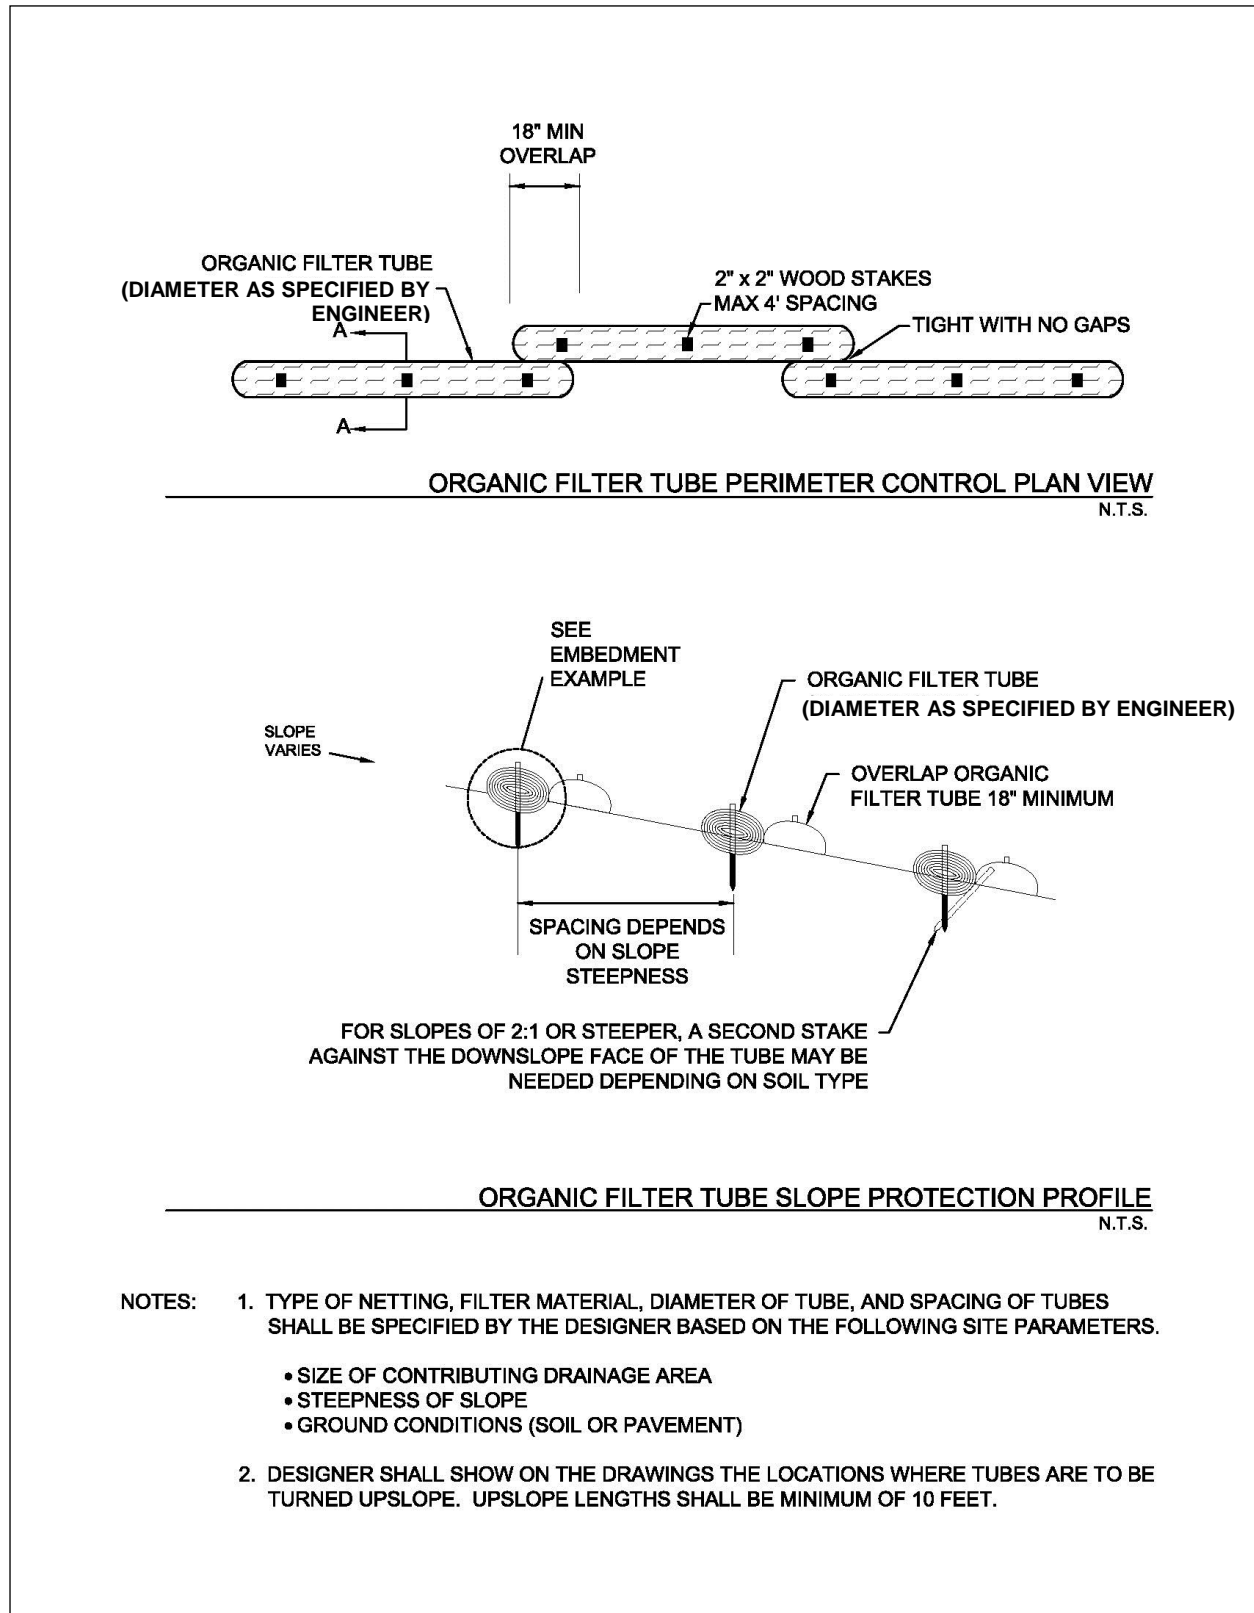 18" MIN
OVERLAP
ORGANIC FILTER TUBE
(DIAMETER AS SPECIFIED BY
ENGINEER)
2" x 2" WOOD STAKES
MAX 4' SPACING
TIGHT WITH NO GAPS
A
A
ORGANIC FILTER TUBE PERIMETER CONTROL PLAN VIEW
N.T.S.
SEE
EMBEDMENT
EXAMPLE
ORGANIC FILTER TUBE
(DIAMETER AS SPECIFIED BY ENGINEER)
SLOPE
VARIES
OVERLAP ORGANIC
FILTER TUBE 18" MINIMUM
SPACING DEPENDS
ON SLOPE
STEEPNESS
FOR SLOPES OF 2:1 OR STEEPER, A SECOND STAKE
AGAINST THE DOWNSLOPE FACE OF THE TUBE MAY BE
NEEDED DEPENDING ON SOIL TYPE
ORGANIC FILTER TUBE SLOPE PROTECTION PROFILE
N.T.S.
NOTES: 1. TYPE OF NETTING, FILTER MATERIAL, DIAMETER OF TUBE, AND SPACING OF TUBES
SHALL BE SPECIFIED BY THE DESIGNER BASED ON THE FOLLOWING SITE PARAMETERS.
• SIZE OF CONTRIBUTING DRAINAGE AREA
• STEEPNESS OF SLOPE
• GROUND CONDITIONS (SOIL OR PAVEMENT)
2. DESIGNER SHALL SHOW ON THE DRAWINGS THE LOCATIONS WHERE TUBES ARE TO BE
TURNED UPSLOPE. UPSLOPE LENGTHS SHALL BE MINIMUM OF 10 FEET.